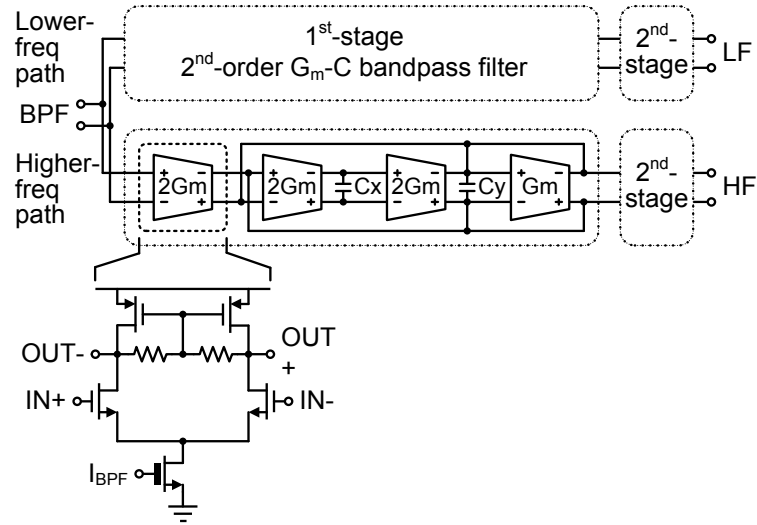 Lower-
freq
path
1st-stage
2nd-order Gm-C bandpass filter
2nd-
stage
LF
BPF
Higher-
freq
path
+ − + − + − + −
2Gm 2Gm Cx 2Gm Cy Gm
− + − + − + − +
2nd-
stage
HF
OUT-
OUT
+
IN+
IN-
IBPF